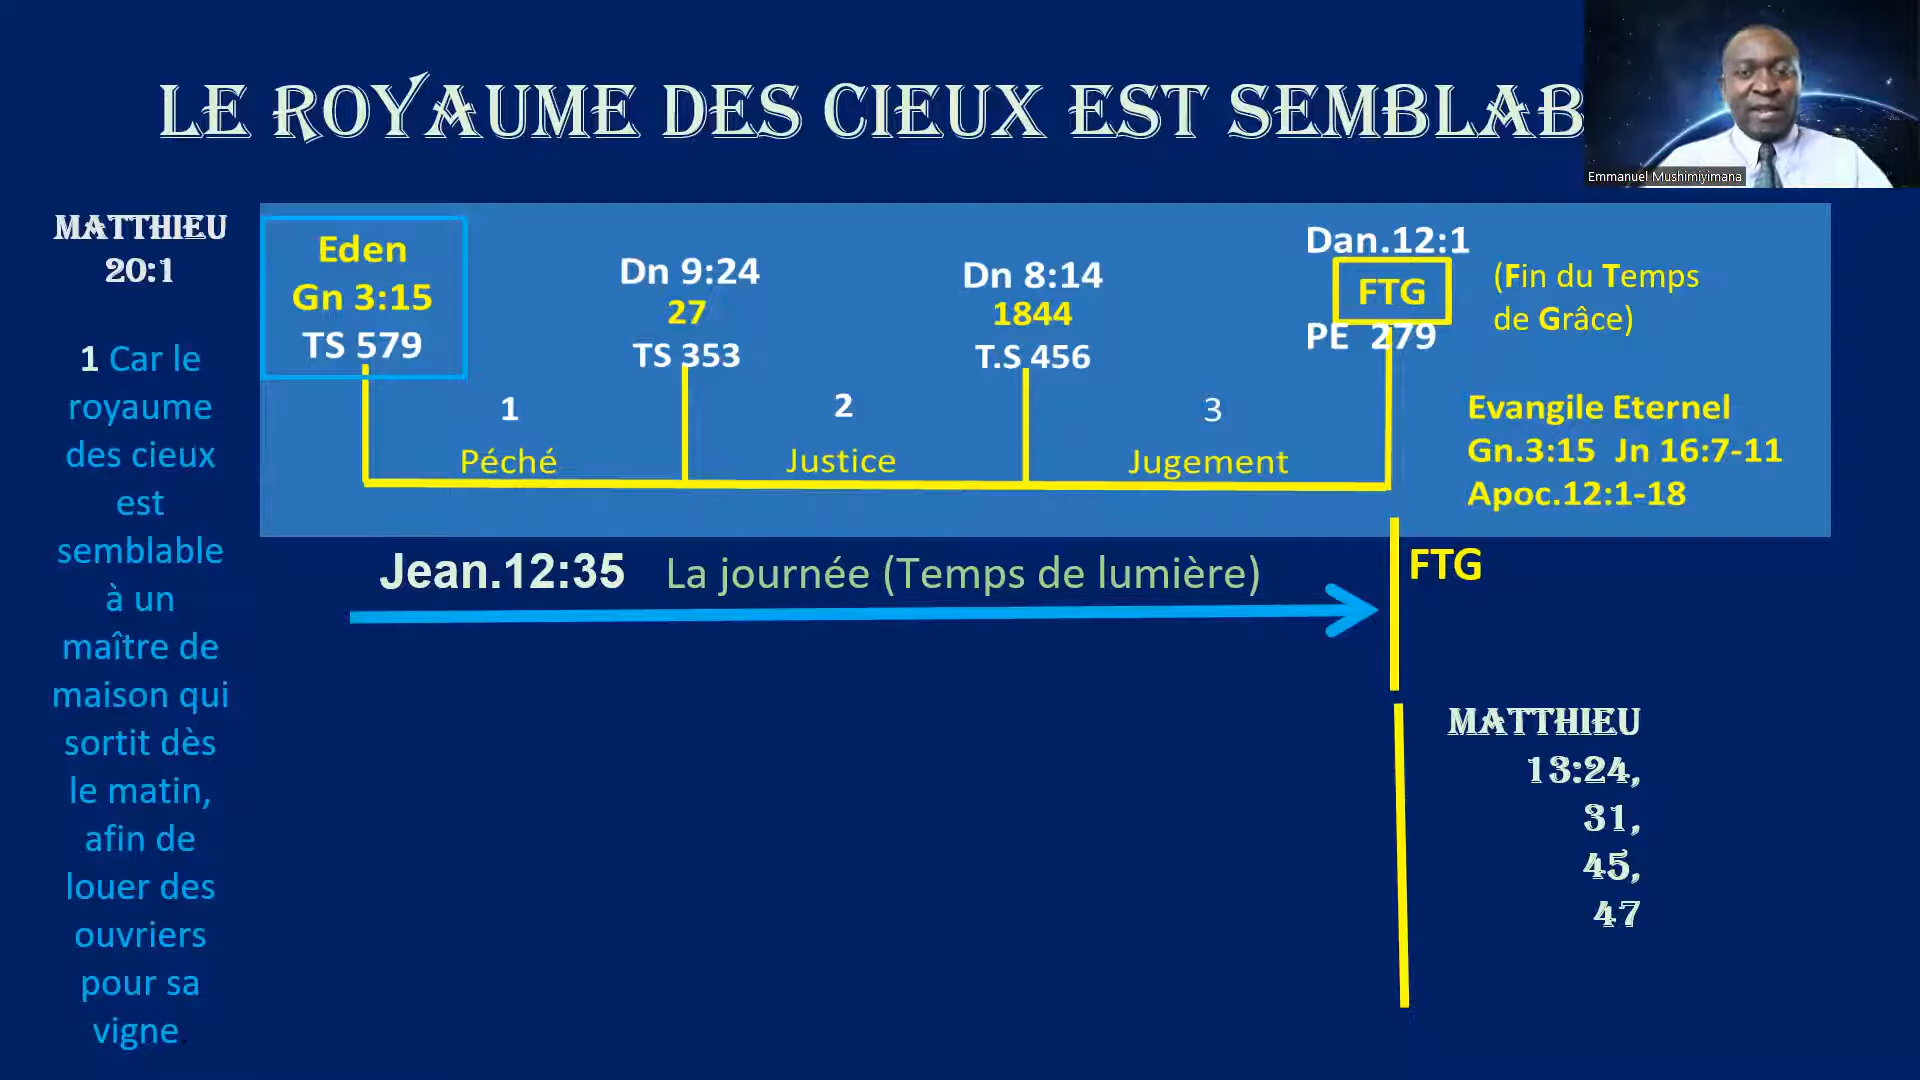 LE ROYAUME DES CIEUX EST SEMBLAB
Emmanuel Mushimiyimana
MATTHIEU
20:1
1 Car le
royaume
des cieux
est
semblable
à un
maître de
maison qui
sortit dès
le matin,
afin de
louer des
ouvriers
pour sa
vigne.
Eden
Gn 3:15
TS 579
Dn 9:24
27
TS 353
Dn 8:14
1844
T.S 456
Dan.12:1
FTG
PE 279
(Fin du Temps
de Grâce)
1
Péché
2
Justice
3
Jugement
Evangile Eternel
Gn.3:15 Jn 16:7-11
Apoc.12:1-18
Jean.12:35 La journée (Temps de lumière)
FTG
MATTHIEU
13:24,
31,
45,
47